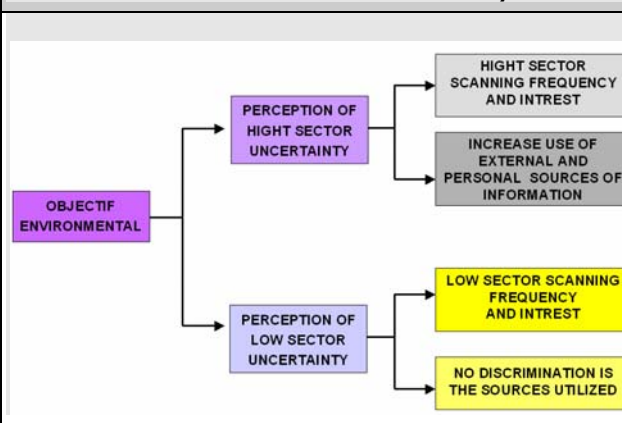 OBJECTIF
ENVIRONMENTAL
PERCEPTION OF
HIGHT SECTOR
UNCERTAINTY
HIGHT SECTOR
SCANNING FREQUENCY
AND INTREST
INCREASE USE OF
EXTERNAL AND
PERSONAL SOURCES OF
INFORMATION
PERCEPTION OF
LOW SECTOR
UNCERTAINTY
LOW SECTOR SCANNING
FREQUENCY
AND INTREST
NO DISCRIMINATION IS
THE SOURCES UTILIZED